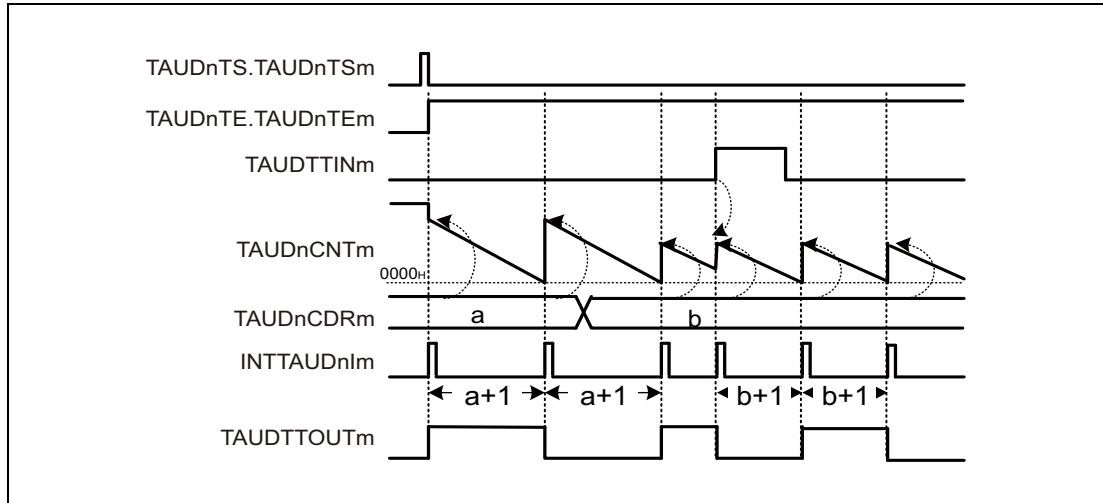 TAUDnTS.TAUDnTSm
TAUDnTE.TAUDnTEm
TAUDTTINm
TAUDnCNTm
0000H
TAUDnCDRm
a
b
INTTAUDnIm
a+1
a+1
b+1
b+1
TAUDTTOUTm